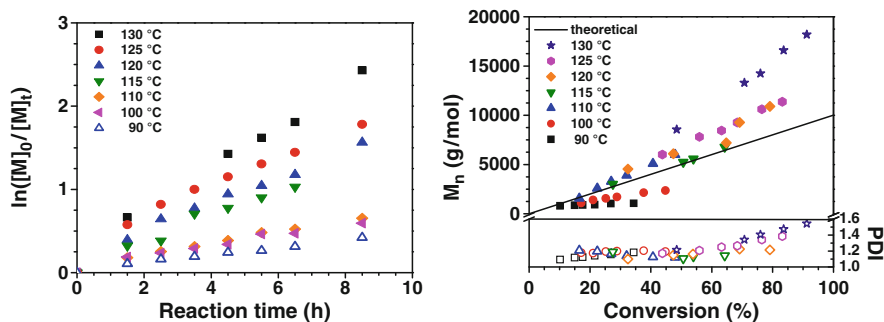 3
2
1
0
ln([M]0/[M]t)
130 °C
125 °C
120 °C
115 °C
110 °C
100 °C
90 °C
0 2 4 6 8 10
Reaction time (h)
20000
15000
10000
5000
0
Mn (g/mol)
theoretical
130 °C
125 °C
120 °C
115 °C
110 °C
100 °C
90 °C
1.6
1.4
1.2
1.0
PDI
0 20 40 60 80 100
Conversion (%)